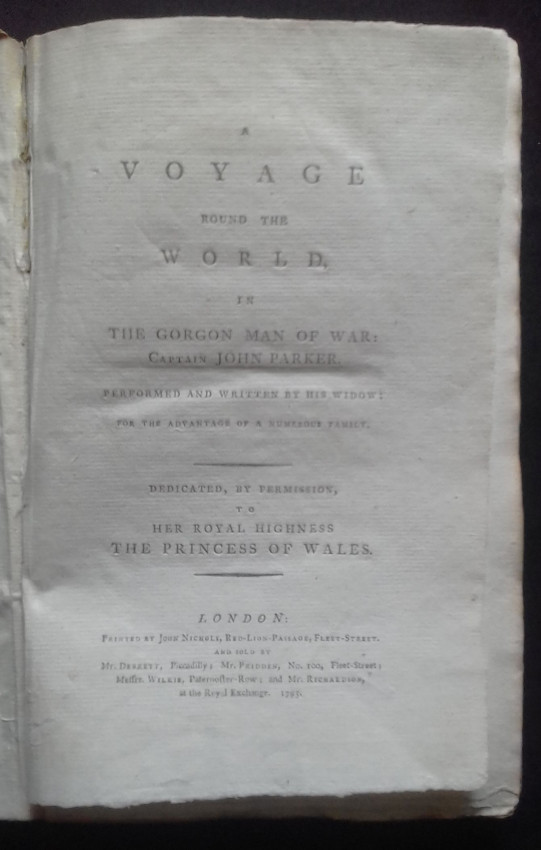 A
VOYAGE
ROUND THE
WORLD,
IN
THE GORGON MAN OF WAR:
CAPTAIN JOHN PARKER.
PERFORMED AND WRITTEN BY HIS WIDOW;
FOR THE ADVANTAGE OF A NUMEROUS FAMILY.
DEDICATED, BY PERMISSION,
TO
HER ROYAL HIGHNESS
THE PRINCESS OF WALES.
LONDON:
PRINTED BY JOHN NICHOLS, RED-LION-PASSAGE, FLEET-STREET.
AND SOLD BY
Mr. DEBRETT, Piccadilly; Mr. PRIDDEN, No. 100, Fleet-Street;
Meſſrs. WILKIE, Paternoſter-Row; and Mr. RICHARDSON,
at the Royal Exchange. 1795.